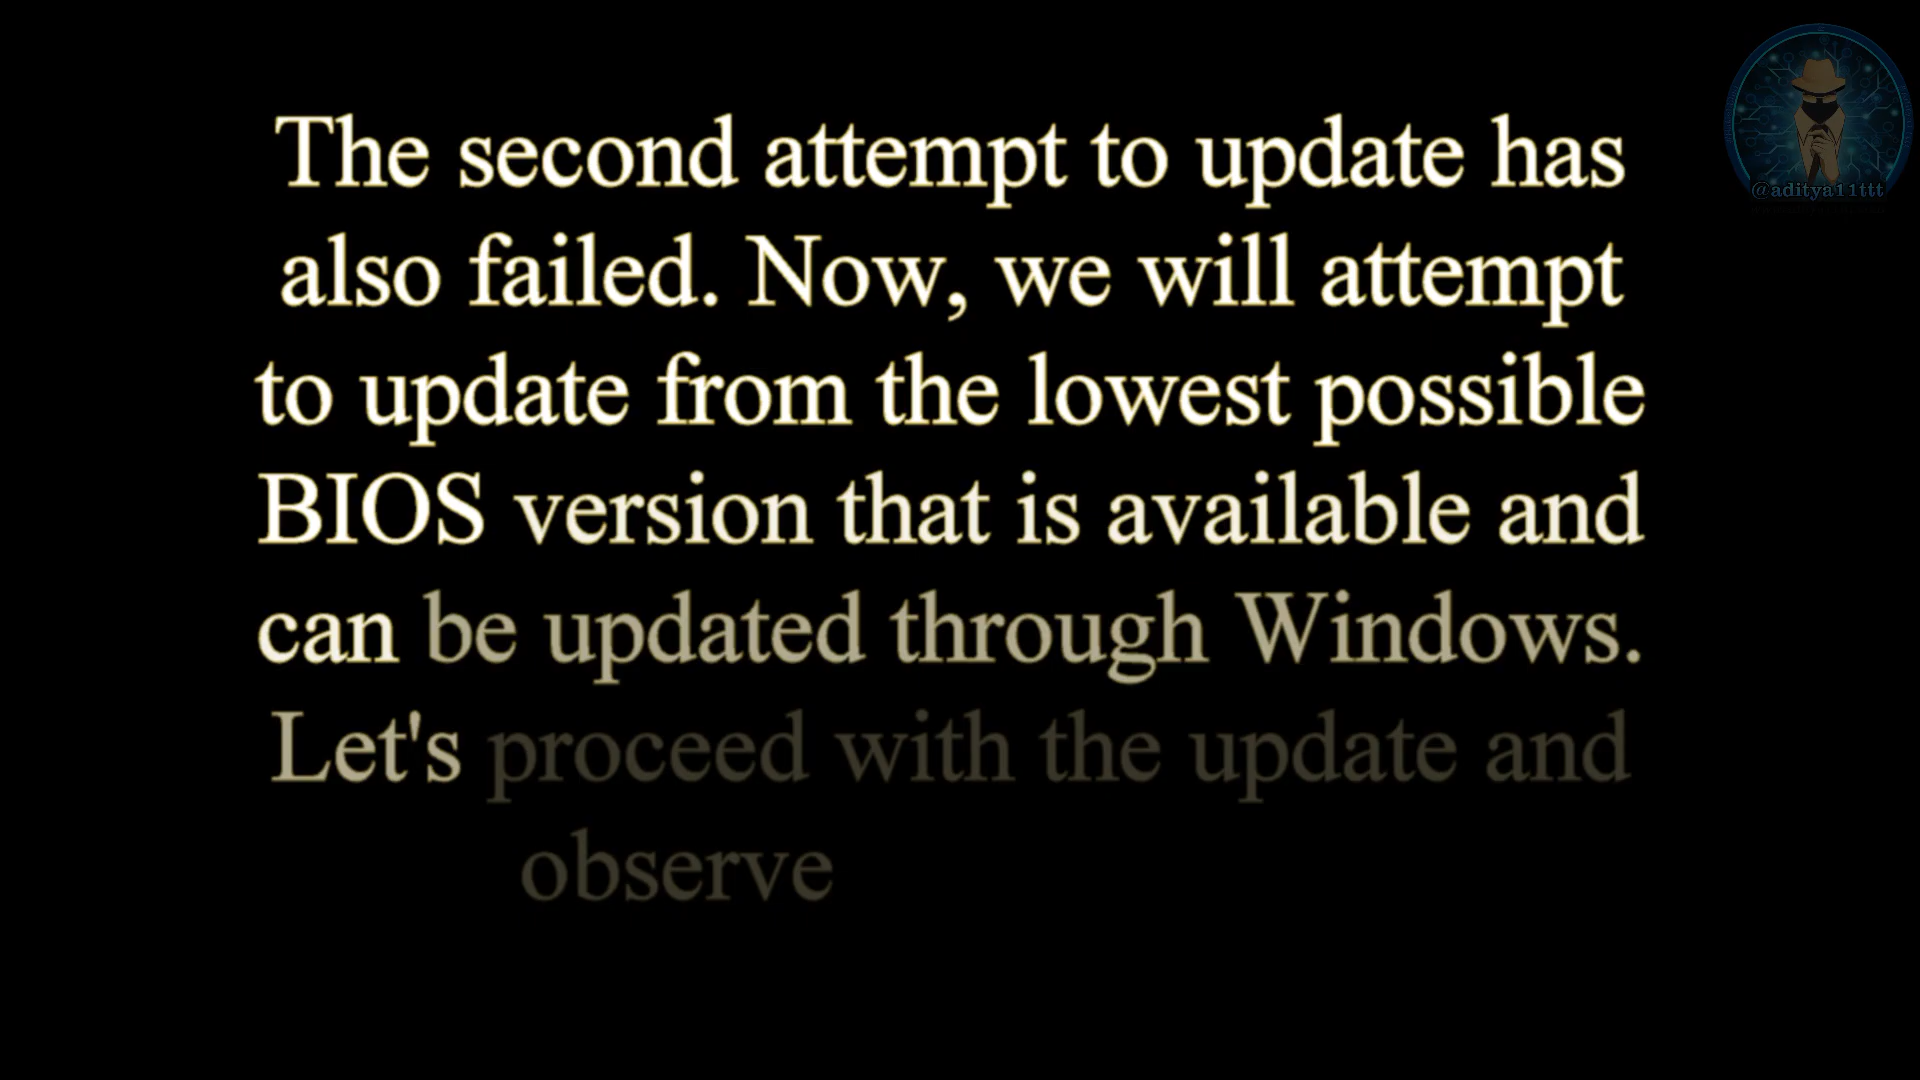 The second attempt to update has
also failed. Now, we will attempt
to update from the lowest possible
BIOS version that is available and
can be updated through Windows.
Let's proceed with the update and
observe
@aditya11ttt